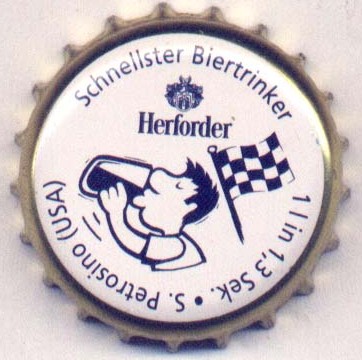 Schnellster Biertrinker
Herforder
1 l in 1,3 Sek. • S. Petrosino (USA)